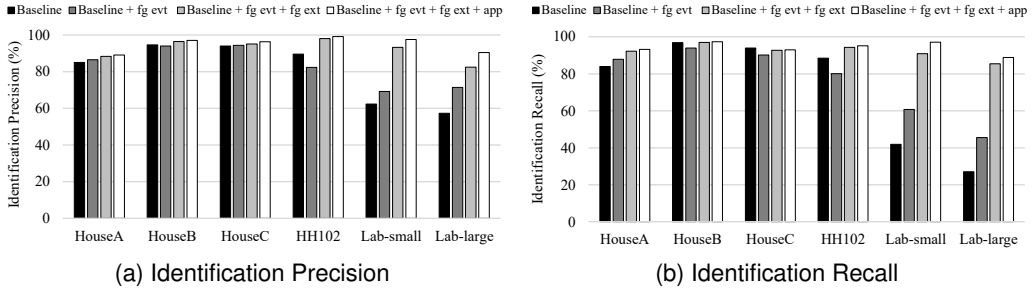 Baseline Baseline + fg evt Baseline + fg evt + fg ext Baseline + fg evt + fg ext + app
Identification Precision (%)
100
80
60
40
20
0
HouseA HouseB HouseC HH102 Lab-small Lab-large
(a) Identification Precision
Baseline Baseline + fg evt Baseline + fg evt + fg ext Baseline + fg evt + fg ext + app
Identification Recall (%)
100
80
60
40
20
0
HouseA HouseB HouseC HH102 Lab-small Lab-large
(b) Identification Recall